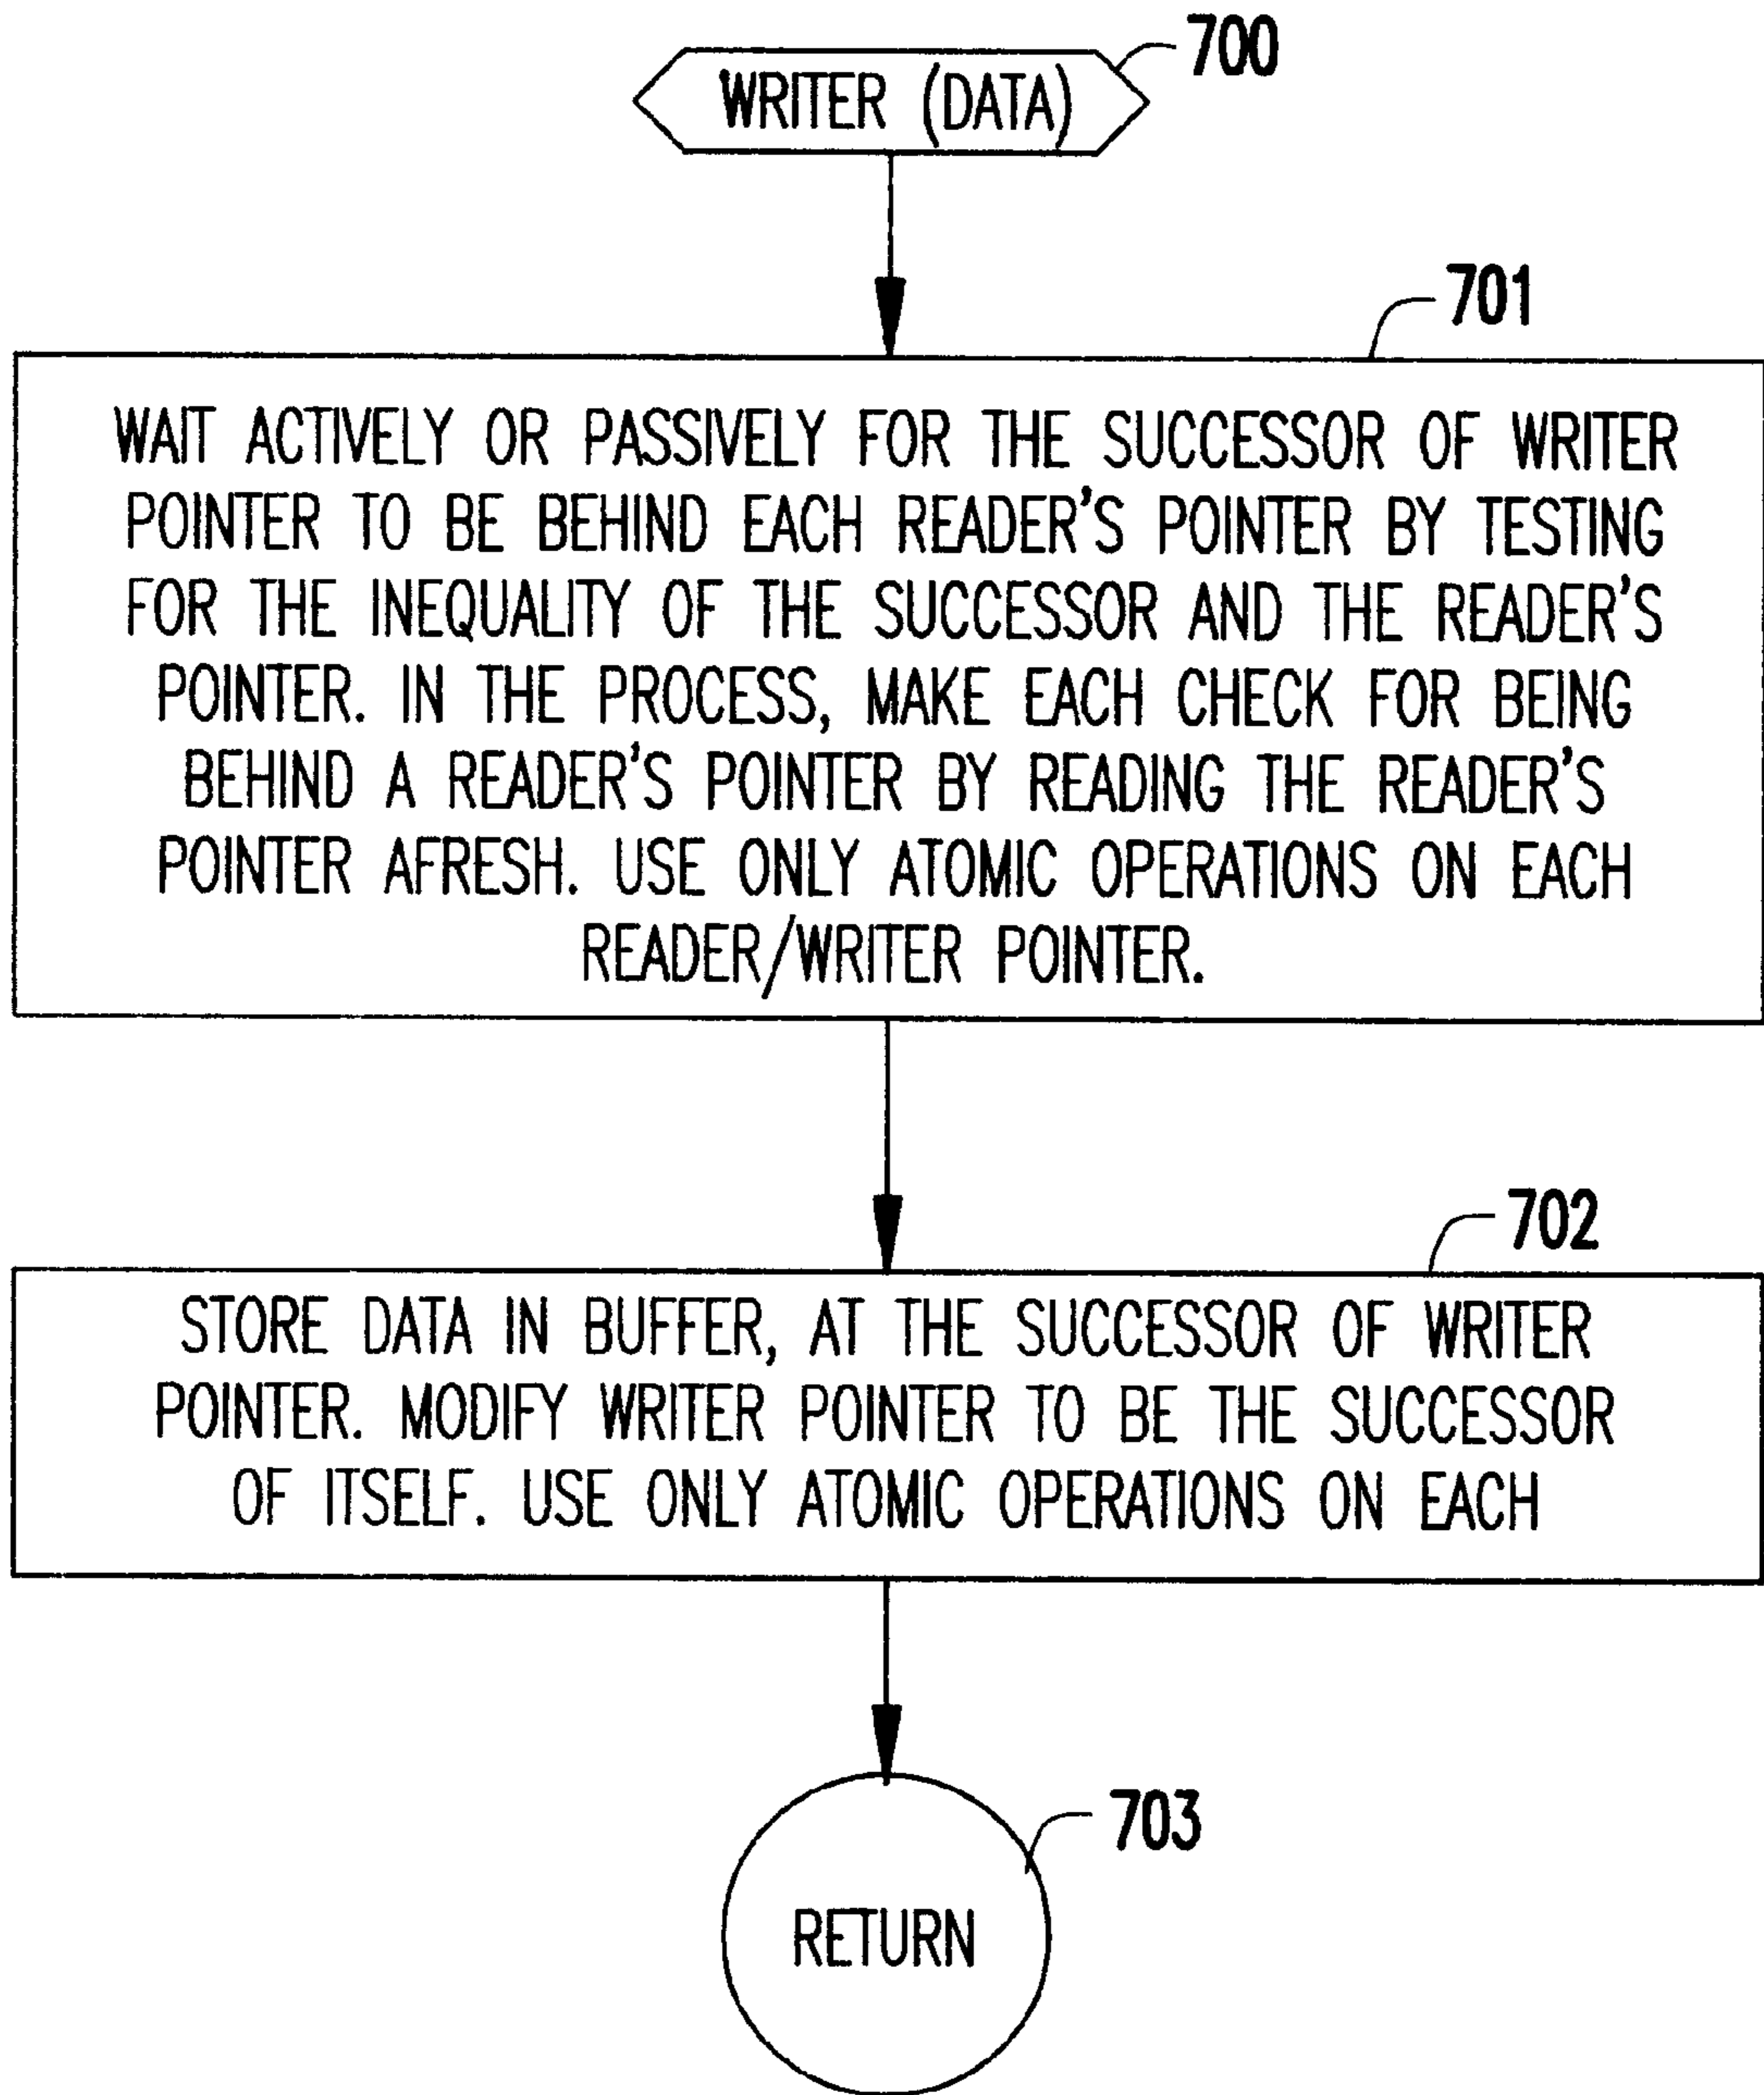 700
WRITER (DATA)
701
WAIT ACTIVELY OR PASSIVELY FOR THE SUCCESSOR OF WRITER
POINTER TO BE BEHIND EACH READER'S POINTER BY TESTING
FOR THE INEQUALITY OF THE SUCCESSOR AND THE READER'S
POINTER. IN THE PROCESS, MAKE EACH CHECK FOR BEING
BEHIND A READER'S POINTER BY READING THE READER'S
POINTER AFRESH. USE ONLY ATOMIC OPERATIONS ON EACH
READER/WRITER POINTER.
702
STORE DATA IN BUFFER, AT THE SUCCESSOR OF WRITER
POINTER. MODIFY WRITER POINTER TO BE THE SUCCESSOR
OF ITSELF. USE ONLY ATOMIC OPERATIONS ON EACH
703
RETURN